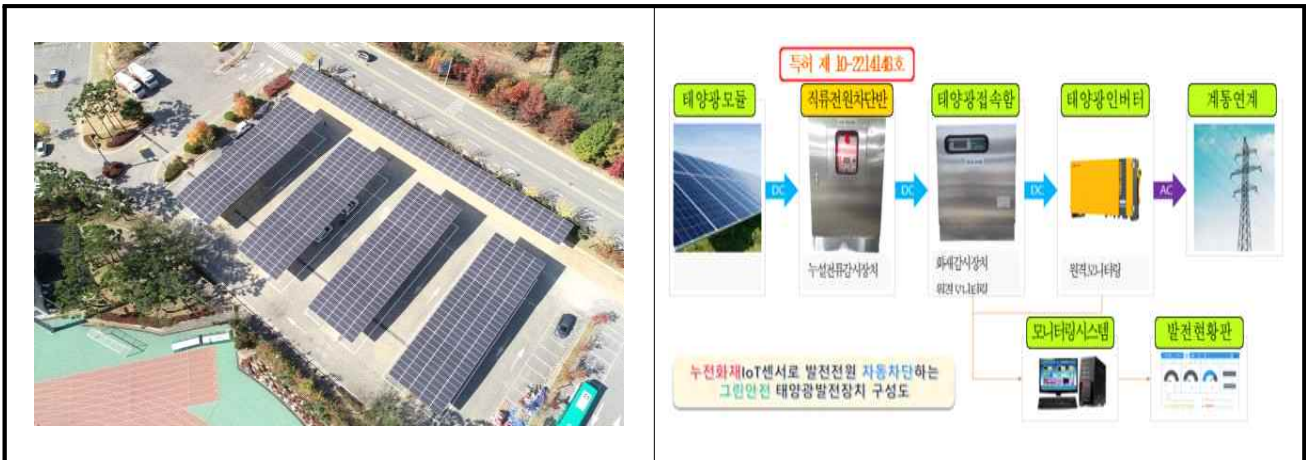 특허 제 10-2214148호
태양광모듈
직류전원차단반
태양광접속함
태양광인버터
계통연계
DC
DC
DC
AC
누설전류감시장치
화재감시장치
원격모니터링
원격모니터링
모니터링시스템
발전현황판
누전화재IoT센서로 발전전원 자동차단하는
그린안전 태양광발전장치 구성도